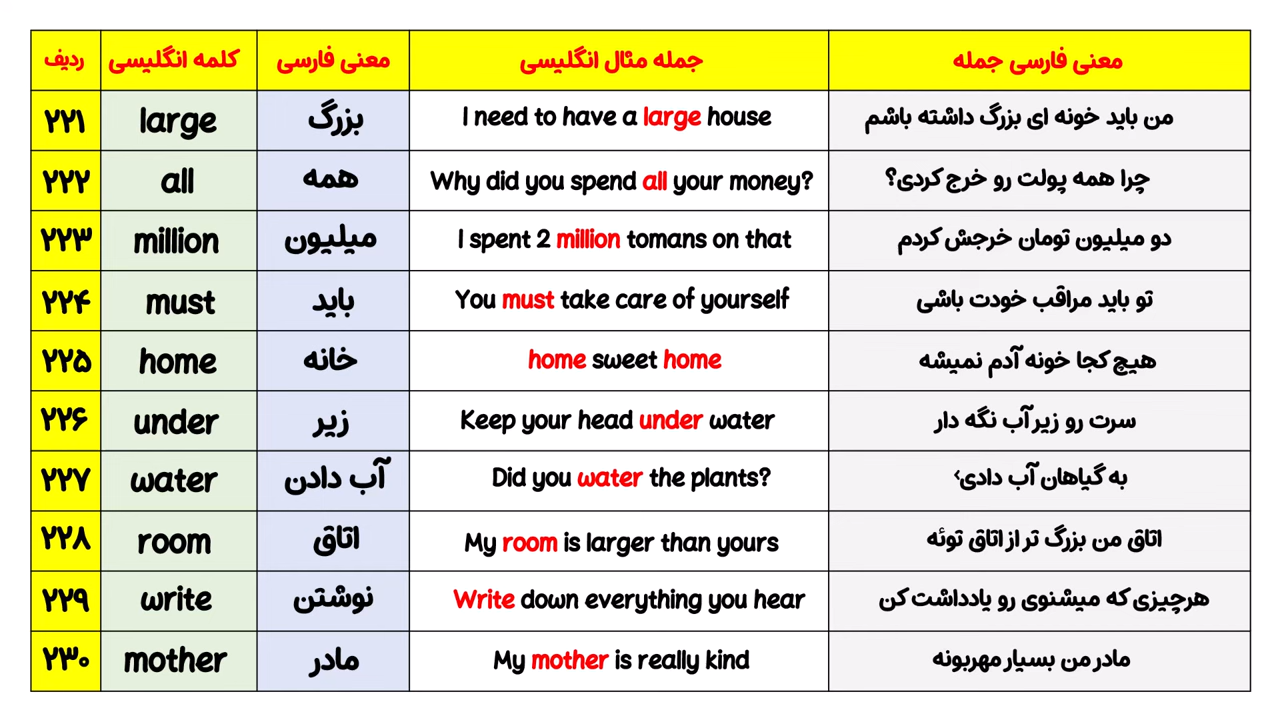 ردیف کلمه انگلیسی معنی فارسی جمله مثال انگلیسی معنی فارسی جمله
۲۲۱ large بزرگ I need to have a large house من باید خونه ای بزرگ داشته باشم
۲۲۲ all همه Why did you spend all your money? چرا همه پولت رو خرج کردی؟
۲۲۳ million میلیون I spent 2 million tomans on that دو میلیون تومان خرجش کردم
۲۲۴ must باید You must take care of yourself تو باید مراقب خودت باشی
۲۲۵ home خانه home sweet home هیچ کجا خونه آدم نمیشه
۲۲۶ under زیر Keep your head under water سرت رو زیر آب نگه دار
۲۲۷ water آب دادن Did you water the plants? به گیاهان آب دادی؟
۲۲۸ room اتاق My room is larger than yours اتاق من بزرگ تر از اتاق توئه
۲۲۹ write نوشتن Write down everything you hear هرچیزی که میشنوی رو یادداشت کن
۲۳۰ mother مادر My mother is really kind مادر من بسیار مهربونه